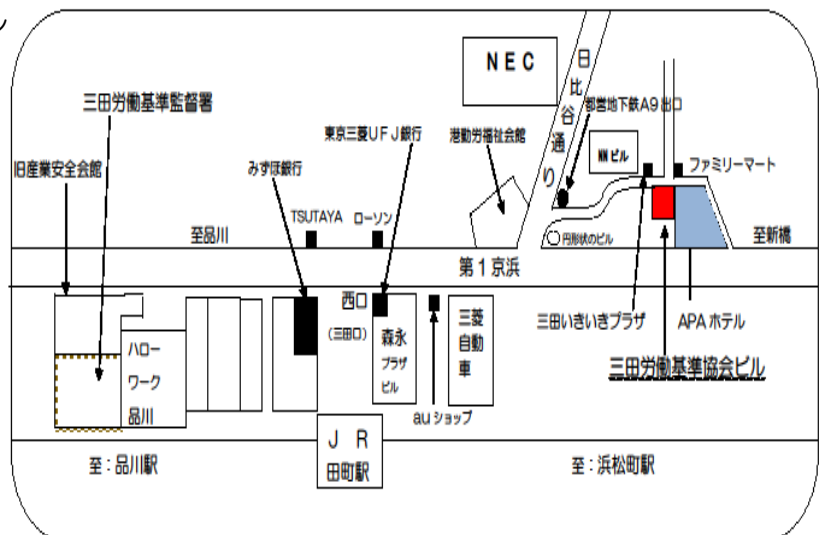 NEC
日比谷通り
三田労働基準監督署
都営地下鉄A9出口
東京三菱UFJ銀行
港勤労福祉会館
NNビル
旧産業安全会館
みずほ銀行
ファミリーマート
TSUTAYA
ローソン
至品川
円形状のビル
至新橋
第1京浜
西口
(三田口)
森永
プラザ
ビル
三菱
自動
車
三田いきいきプラザ
APAホテル
ハロー
ワーク
品川
三田労働基準協会ビル
auショップ
JR
田町駅
至:品川駅
至:浜松町駅